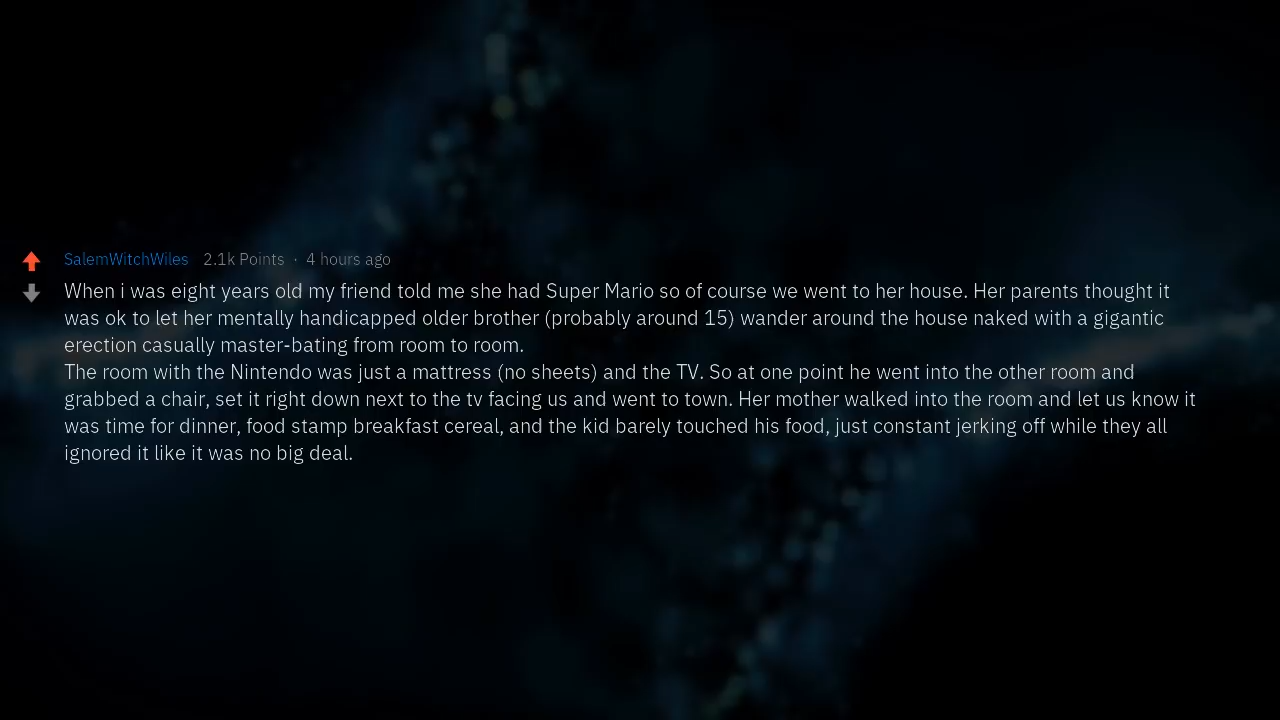 SalemWitchWiles 2.1k Points · 4 hours ago
When i was eight years old my friend told me she had Super Mario so of course we went to her house. Her parents thought it
was ok to let her mentally handicapped older brother (probably around 15) wander around the house naked with a gigantic
erection casually master-bating from room to room.
The room with the Nintendo was just a mattress (no sheets) and the TV. So at one point he went into the other room and
grabbed a chair, set it right down next to the tv facing us and went to town. Her mother walked into the room and let us know it
was time for dinner, food stamp breakfast cereal, and the kid barely touched his food, just constant jerking off while they all
ignored it like it was no big deal.